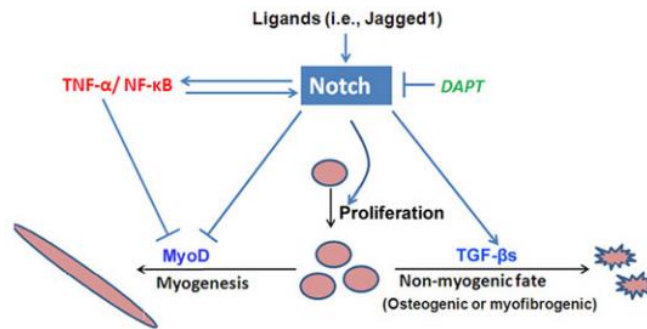 Ligands (i.e., Jagged1)
TNF-α/ NF-κB
Notch
DAPT
Proliferation
MyoD
TGF-βs
Myogenesis
Non-myogenic fate
(Osteogenic or myofibrogenic)